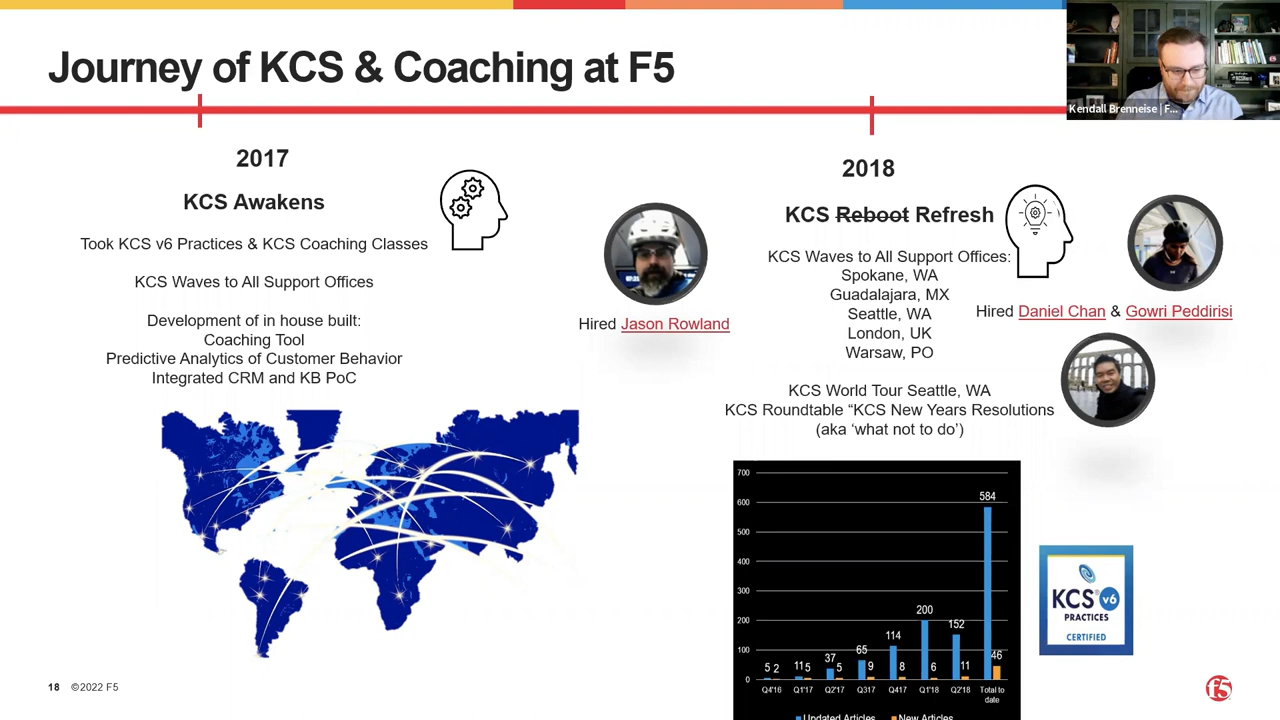 Journey of KCS & Coaching at F5
Kendall Brenneise | F...
2017
KCS Awakens
Took KCS v6 Practices & KCS Coaching Classes
KCS Waves to All Support Offices
Development of in house built:
Coaching Tool
Predictive Analytics of Customer Behavior
Integrated CRM and KB PoC
Hired Jason Rowland
2018
KCS Reboot Refresh
KCS Waves to All Support Offices:
Spokane, WA
Guadalajara, MX
Seattle, WA
London, UK
Warsaw, PO
Hired Daniel Chan & Gowri Peddirisi
KCS World Tour Seattle, WA
KCS Roundtable “KCS New Years Resolutions
(aka ‘what not to do’)
700
600
500
400
300
200
100
0
5 2
11 5
37 5
65 9
114 8
200 6
152 11
584 46
Q4'16 Q1'17 Q2'17 Q317 Q417 Q1'18 Q2'18 Total to
date
Updated Articles New Articles
KCS® v6
PRACTICES
CERTIFIED
18 ©2022 F5
f5